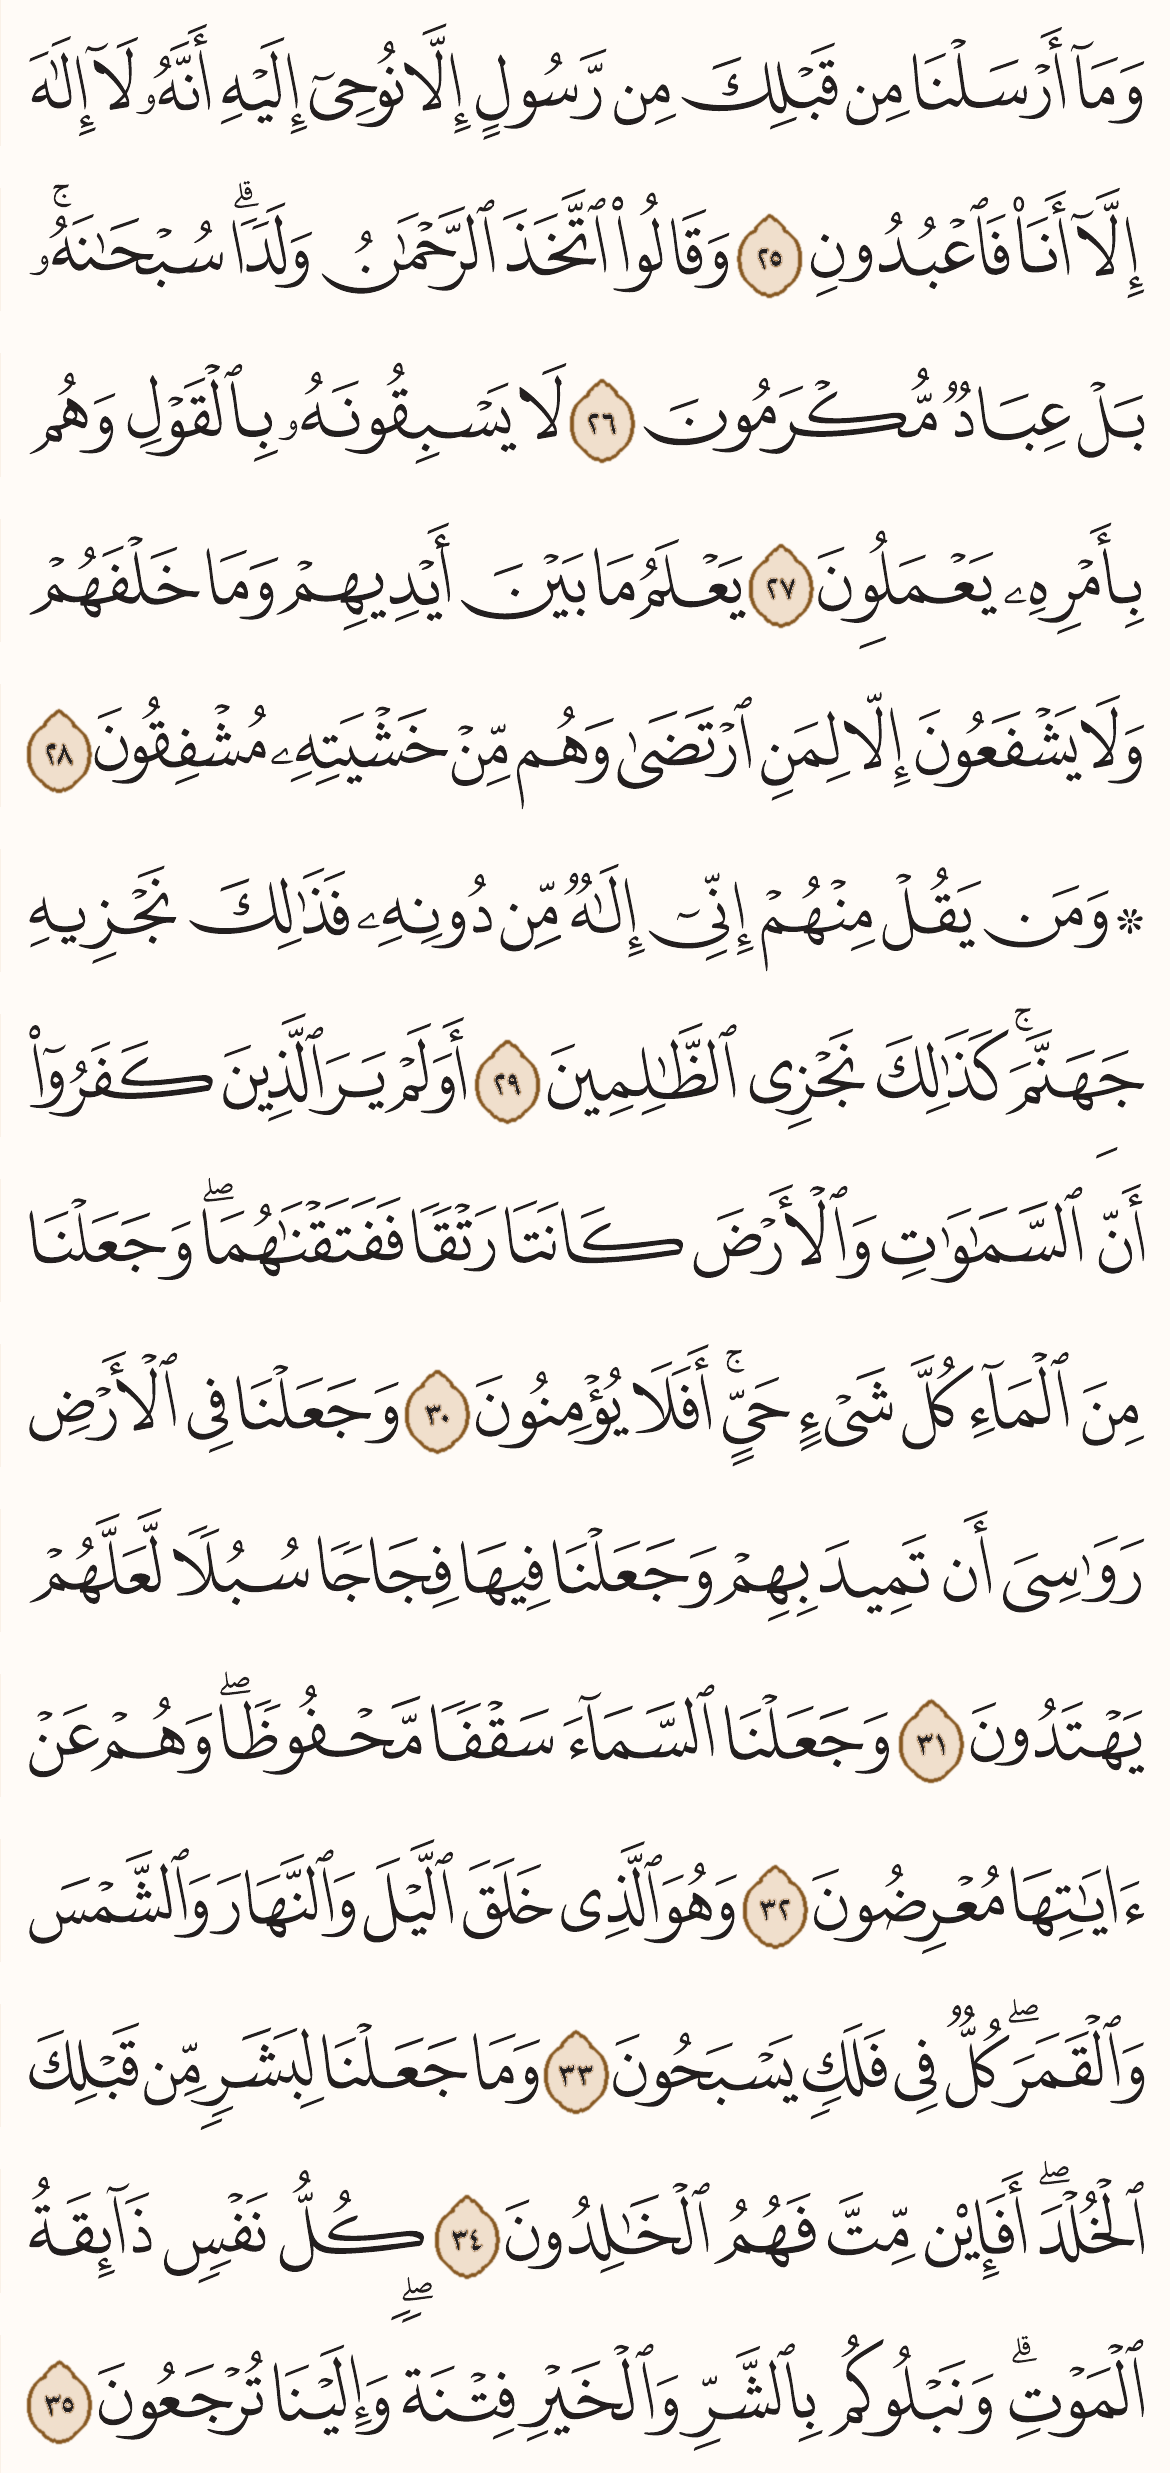 وَمَآ أَرۡسَلۡنَا مِن قَبۡلِكَ مِن رَّسُولٍ إِلَّا نُوحِيٓ إِلَيۡهِ أَنَّهُۥ لَآ إِلَٰهَ
إِلَّآ أَنَا۠ فَٱعۡبُدُونِ ٢٥ وَقَالُواْ ٱتَّخَذَ ٱلرَّحۡمَٰنُ وَلَدٗاۗ سُبۡحَٰنَهُۥۚ
بَلۡ عِبَادٞ مُّكۡرَمُونَ ٢٦ لَا يَسۡبِقُونَهُۥ بِٱلۡقَوۡلِ وَهُم
بِأَمۡرِهِۦ يَعۡمَلُونَ ٢٧ يَعۡلَمُ مَا بَيۡنَ أَيۡدِيهِمۡ وَمَا خَلۡفَهُمۡ
وَلَا يَشۡفَعُونَ إِلَّا لِمَنِ ٱرۡتَضَىٰ وَهُم مِّنۡ خَشۡيَتِهِۦ مُشۡفِقُونَ ٢٨
۞ وَمَن يَقُلۡ مِنۡهُمۡ إِنِّيٓ إِلَٰهٞ مِّن دُونِهِۦ فَذَٰلِكَ نَجۡزِيهِ
جَهَنَّمَۚ كَذَٰلِكَ نَجۡزِي ٱلظَّٰلِمِينَ ٢٩ أَوَلَمۡ يَرَ ٱلَّذِينَ كَفَرُوٓاْ
أَنَّ ٱلسَّمَٰوَٰتِ وَٱلۡأَرۡضَ كَانَتَا رَتۡقٗا فَفَتَقۡنَٰهُمَاۖ وَجَعَلۡنَا
مِنَ ٱلۡمَآءِ كُلَّ شَيۡءٍ حَيٍّۚ أَفَلَا يُؤۡمِنُونَ ٣٠ وَجَعَلۡنَا فِي ٱلۡأَرۡضِ
رَوَٰسِيَ أَن تَمِيدَ بِهِمۡ وَجَعَلۡنَا فِيهَا فِجَاجٗا سُبُلٗا لَّعَلَّهُمۡ
يَهۡتَدُونَ ٣١ وَجَعَلۡنَا ٱلسَّمَآءَ سَقۡفٗا مَّحۡفُوظٗاۖ وَهُمۡ عَنۡ
ءَايَٰتِهَا مُعۡرِضُونَ ٣٢ وَهُوَ ٱلَّذِي خَلَقَ ٱلَّيۡلَ وَٱلنَّهَارَ وَٱلشَّمۡسَ
وَٱلۡقَمَرَۖ كُلّٞ فِي فَلَكٖ يَسۡبَحُونَ ٣٣ وَمَا جَعَلۡنَا لِبَشَرٖ مِّن قَبۡلِكَ
ٱلۡخُلۡدَۖ أَفَإِيْن مِّتَّ فَهُمُ ٱلۡخَٰلِدُونَ ٣٤ كُلُّ نَفۡسٖ ذَآئِقَةُ
ٱلۡمَوۡتِۗ وَنَبۡلُوكُم بِٱلشَّرِّ وَٱلۡخَيۡرِ فِتۡنَةٗۖ وَإِلَيۡنَا تُرۡجَعُونَ ٣٥